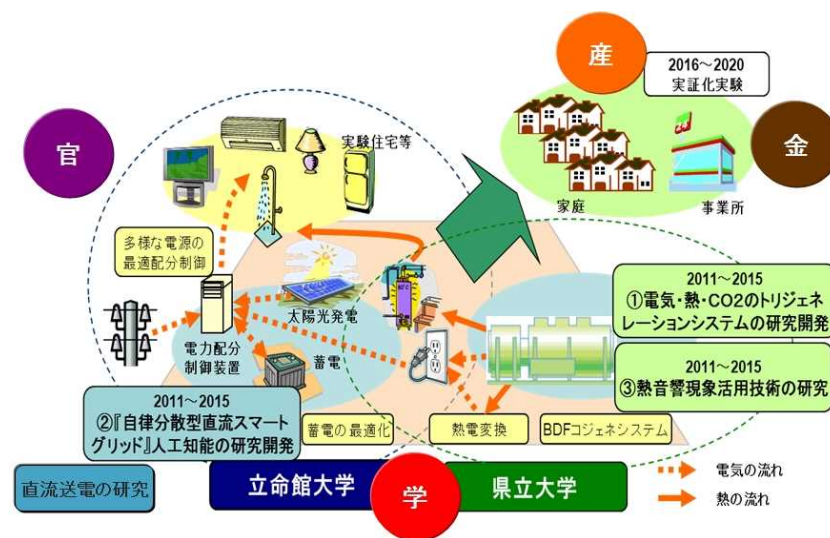 産
2016～2020
実証化実験
官
金
実験住宅等
家庭
事業所
多様な電源の
最適配分制御
太陽光発電
電力配分
制御装置
蓄電
2011～2015
①電気・熱・CO2のトリジェネ
レーションシステムの研究開発
2011～2015
③熱音響現象活用技術の研究
2011～2015
②『自律分散型直流スマート
グリッド』人工知能の研究開発
蓄電の最適化
熱電変換
BDFコジェネシステム
直流送電の研究
立命館大学
学
県立大学
電気の流れ
熱の流れ